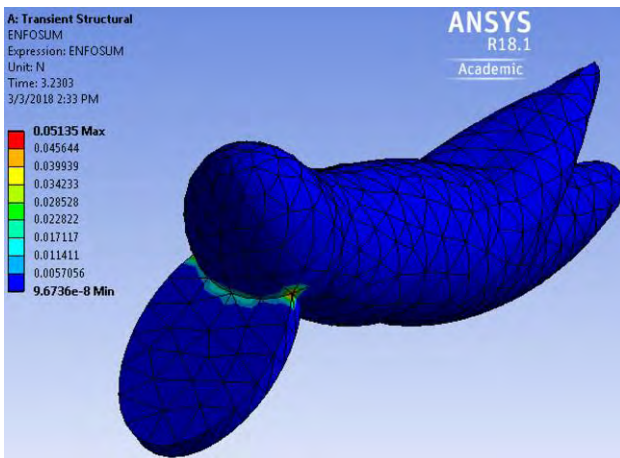 A: Transient Structural
ENFOSUM
Expression: ENFOSUM
Unit: N
Time: 3.2303
3/3/2018 2:33 PM
0.05135 Max
0.045644
0.039939
0.034233
0.028528
0.022822
0.017117
0.011411
0.0057056
9.6736e-8 Min
ANSYS
R18.1
Academic